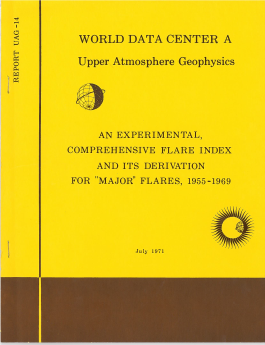 REPORT UAG-14
WORLD DATA CENTER A
Upper Atmosphere Geophysics
AN EXPERIMENTAL,
COMPREHENSIVE FLARE INDEX
AND ITS DERIVATION
FOR "MAJOR" FLARES, 1955-1969
July 1971